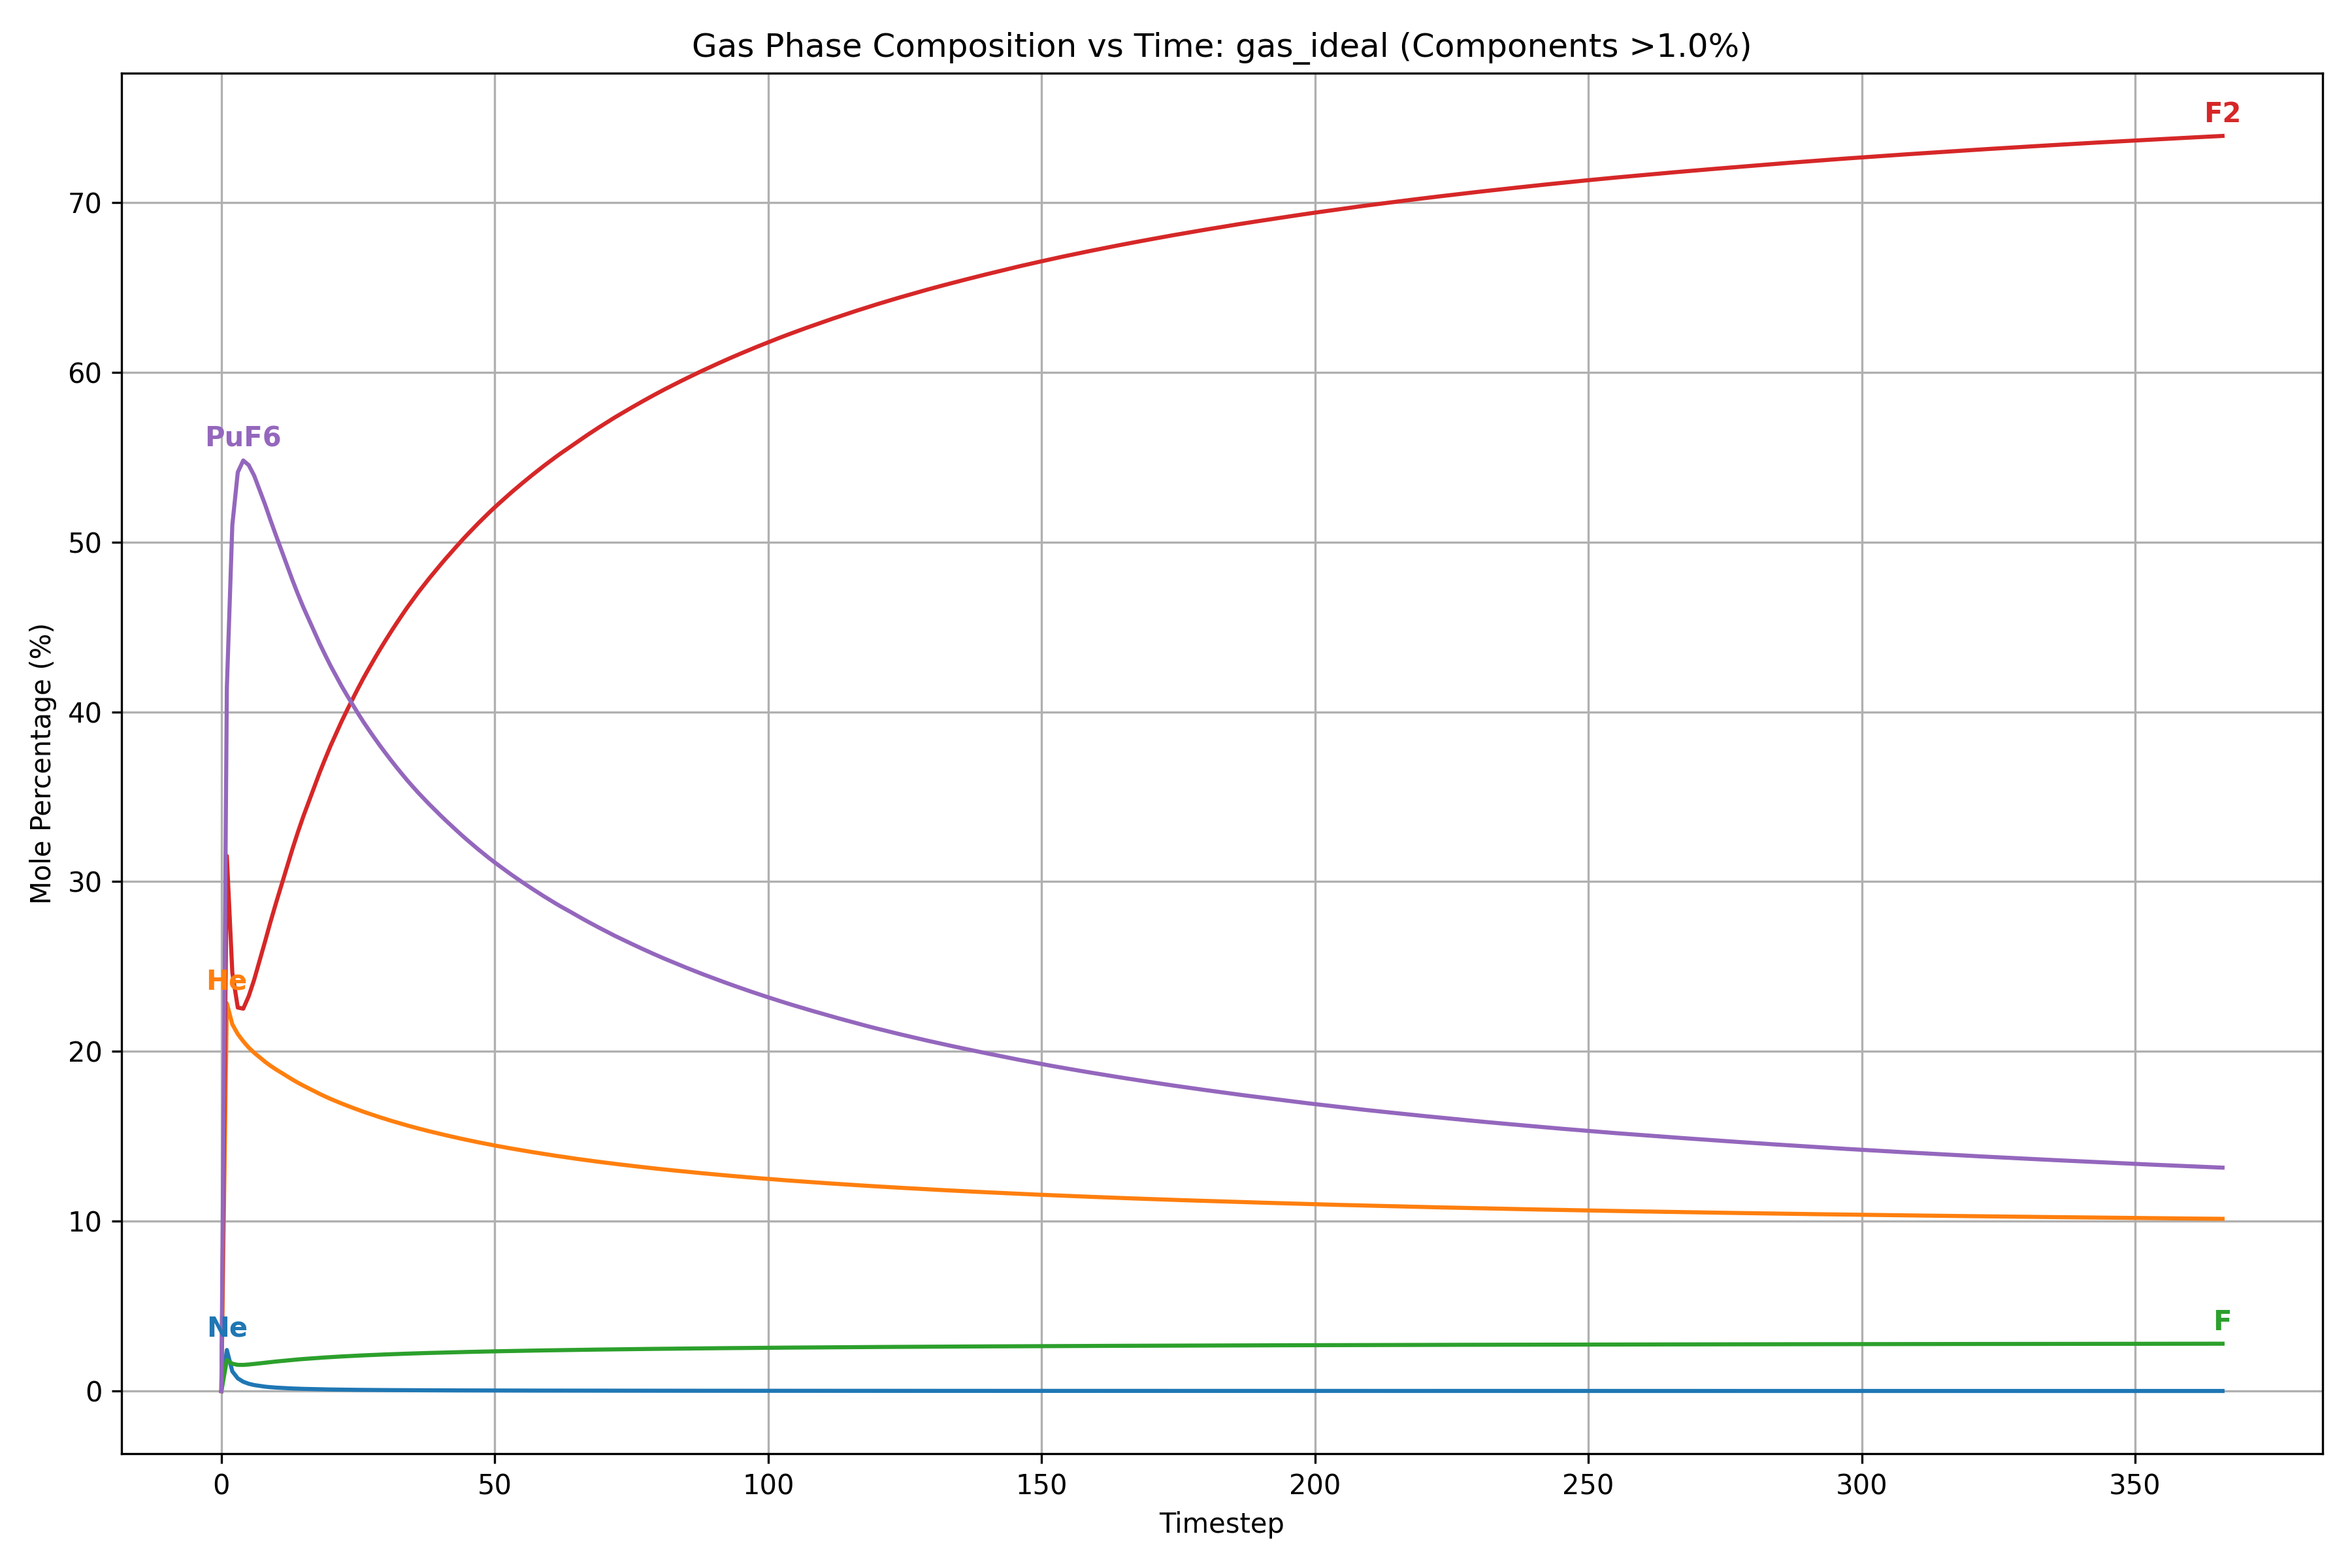 Gas Phase Composition vs Time: gas_ideal (Components >1.0%)
F2
70
60
PuF6
50
Mole Percentage (%)
40
30
He
20
10
Ne
F
0
0 50 100 150 200 250 300 350
Timestep